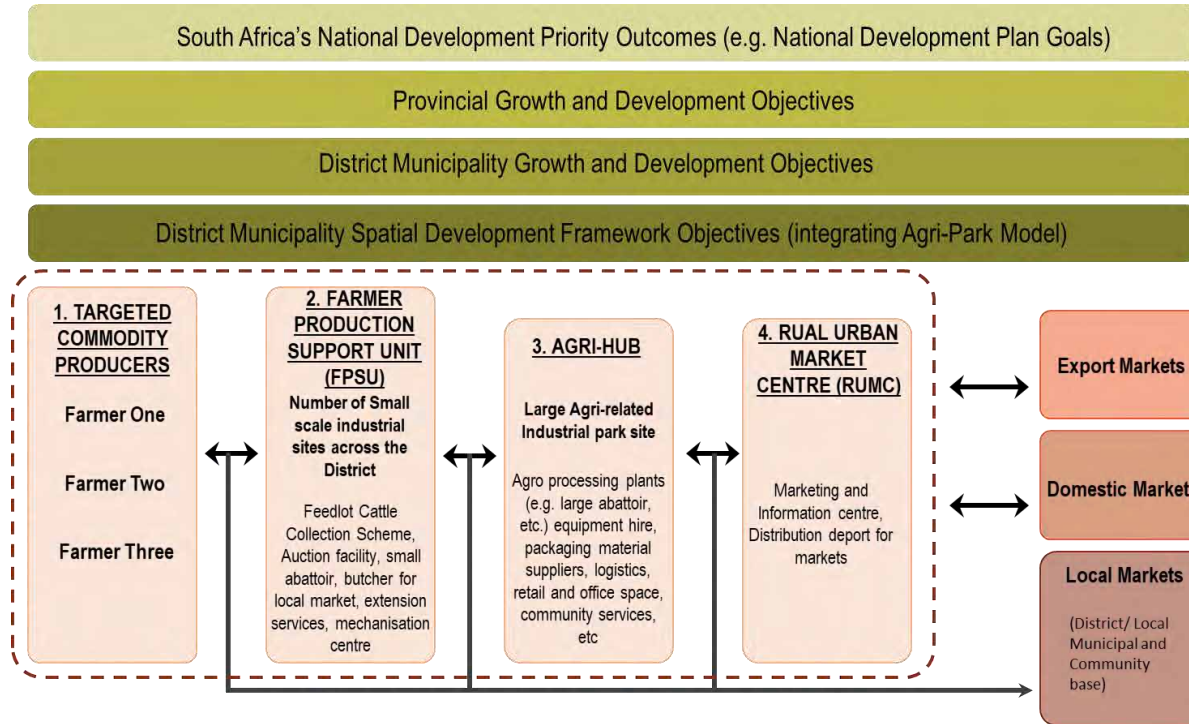 South Africa's National Development Priority Outcomes (e.g. National Development Plan Goals)
Provincial Growth and Development Objectives
District Municipality Growth and Development Objectives
District Municipality Spatial Development Framework Objectives (integrating Agri-Park Model)
1. TARGETED
COMMODITY
PRODUCERS
Farmer One
Farmer Two
Farmer Three
2. FARMER
PRODUCTION
SUPPORT UNIT
(FPSU)
Number of Small
scale industrial
sites across the
District
Feedlot Cattle
Collection Scheme,
Auction facility, small
abattoir, butcher for
local market, extension
services, mechanisation
centre
3. AGRI-HUB
Large Agri-related
Industrial park site
Agro processing plants
(e.g. large abattoir,
etc.) equipment hire,
packaging material
suppliers, logistics,
retail and office space,
community services,
etc
4. RUAL URBAN
MARKET
CENTRE (RUMC)
Marketing and
Information centre,
Distribution deport for
markets
Export Markets
Domestic Market
Local Markets
(District/ Local
Municipal and
Community
base)